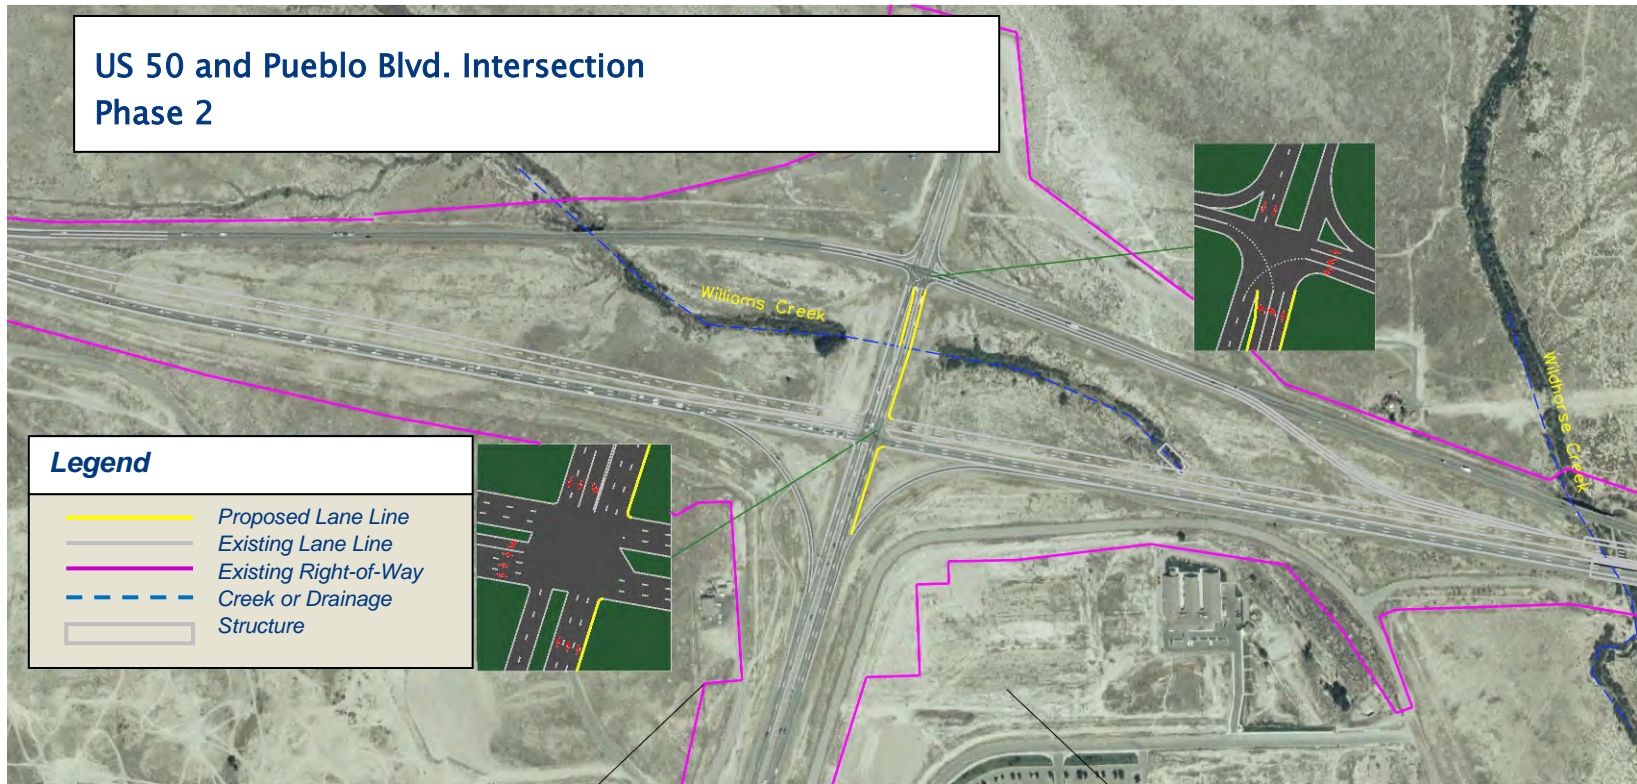 US 50 and Pueblo Blvd. Intersection
Phase 2
Williams Creek
Wildhorse Creek
Legend
Proposed Lane Line
Existing Lane Line
Existing Right-of-Way
Creek or Drainage
Structure